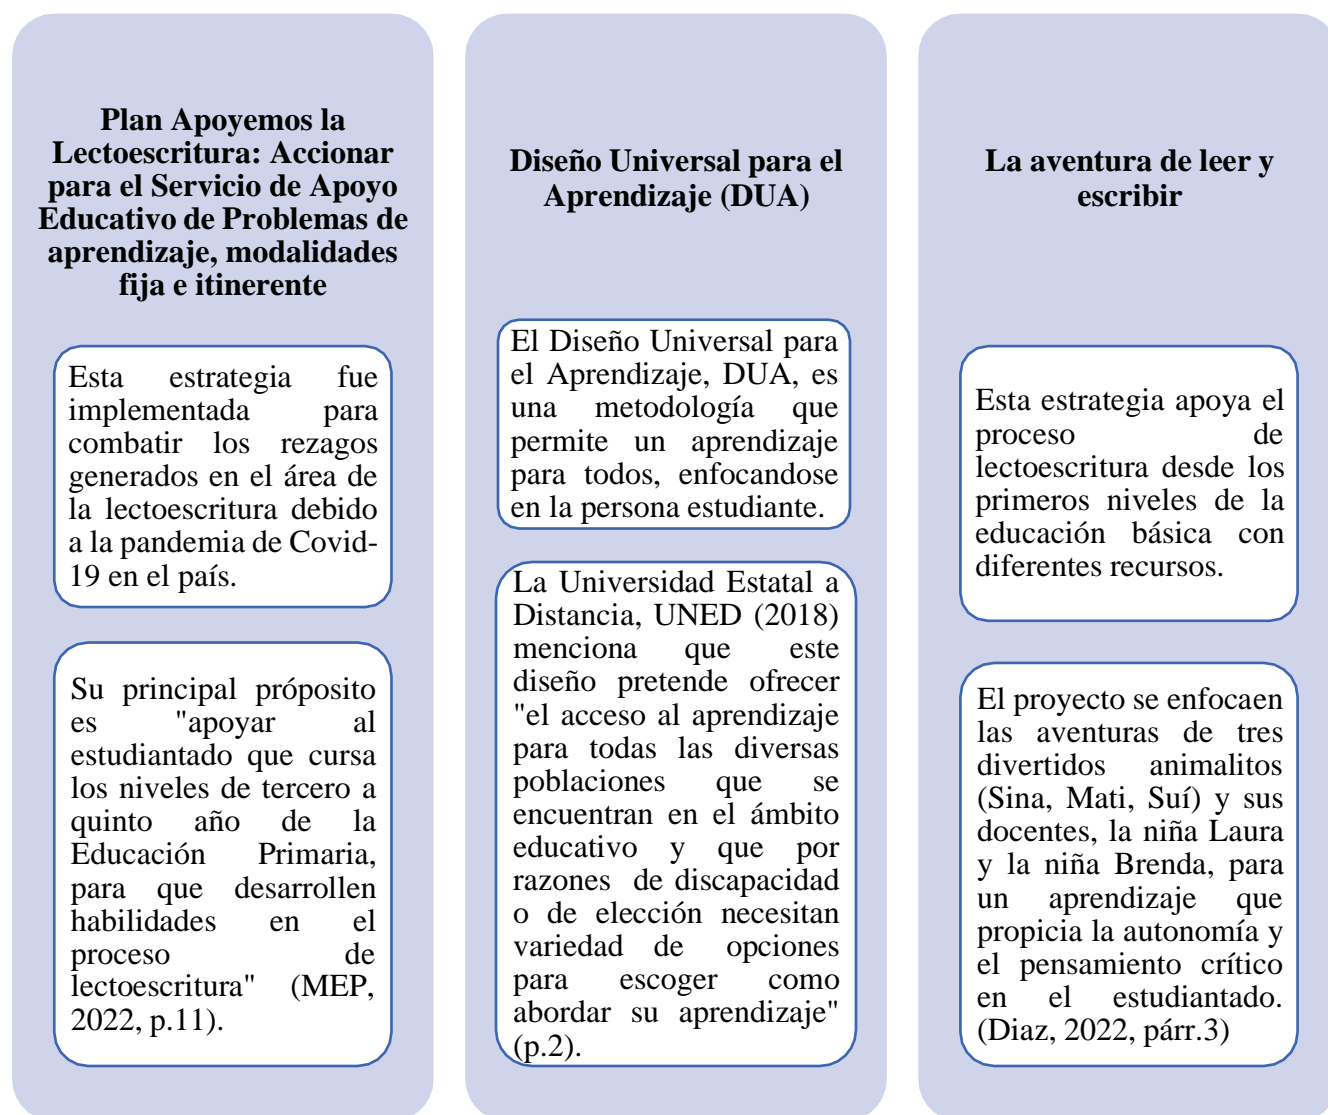 Plan Apoyemos la
Lectoescritura: Accionar
para el Servicio de Apoyo
Educativo de Problemas de
aprendizaje, modalidades
fija e itinerente
Esta estrategia fue
implementada para
combatir los rezagos
generados en el área de
la lectoescritura debido
a la pandemia de Covid-
19 en el país.
Su principal próposito
es "apoyar al
estudiantado que cursa
los niveles de tercero a
quinto año de la
Educación Primaria,
para que desarrollen
habilidades en el
proceso de
lectoescritura" (MEP,
2022, p.11).
Diseño Universal para el
Aprendizaje (DUA)
El Diseño Universal para
el Aprendizaje, DUA, es
una metodología que
permite un aprendizaje
para todos, enfocandose
en la persona estudiante.
La Universidad Estatal a
Distancia, UNED (2018)
menciona que este
diseño pretende ofrecer
"el acceso al aprendizaje
para todas las diversas
poblaciones que se
encuentran en el ámbito
educativo y que por
razones de discapacidad
o de elección necesitan
variedad de opciones
para escoger como
abordar su aprendizaje"
(p.2).
La aventura de leer y
escribir
Esta estrategia apoya el
proceso de
lectoescritura desde los
primeros niveles de la
educación básica con
diferentes recursos.
El proyecto se enfocaen
las aventuras de tres
divertidos animalitos
(Sina, Mati, Suí) y sus
docentes, la niña Laura
y la niña Brenda, para
un aprendizaje que
propicia la autonomía y
el pensamiento crítico
en el estudiantado.
(Diaz, 2022, párr.3)